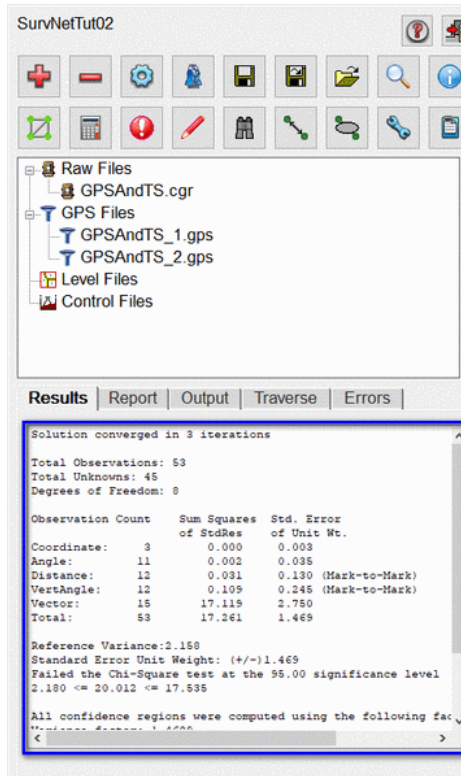 SurvNetTut02
Raw Files
GPSAndTS.cgr
GPS Files
GPSAndTS_1.gps
GPSAndTS_2.gps
Level Files
Control Files
Results Report Output Traverse Errors
Solution converged in 3 iterations
Total Observations: 53
Total Unknowns: 45
Degrees of Freedom: 8
Observation Count Sum Squares Std. Error
of StdRes of Unit Wt.
Coordinate: 3 0.000 0.003
Angle: 11 0.002 0.035
Distance: 12 0.031 0.130 (Mark-to-Mark)
VertAngle: 12 0.109 0.245 (Mark-to-Mark)
Vector: 15 17.119 2.750
Total: 53 17.261 1.469
Reference Variance:2.158
Standard Error Unit Weight: (+/-)1.469
Failed the Chi-Square test at the 95.00 significance level
2.180 <= 20.012 <= 17.535
All confidence regions were computed using the following fac